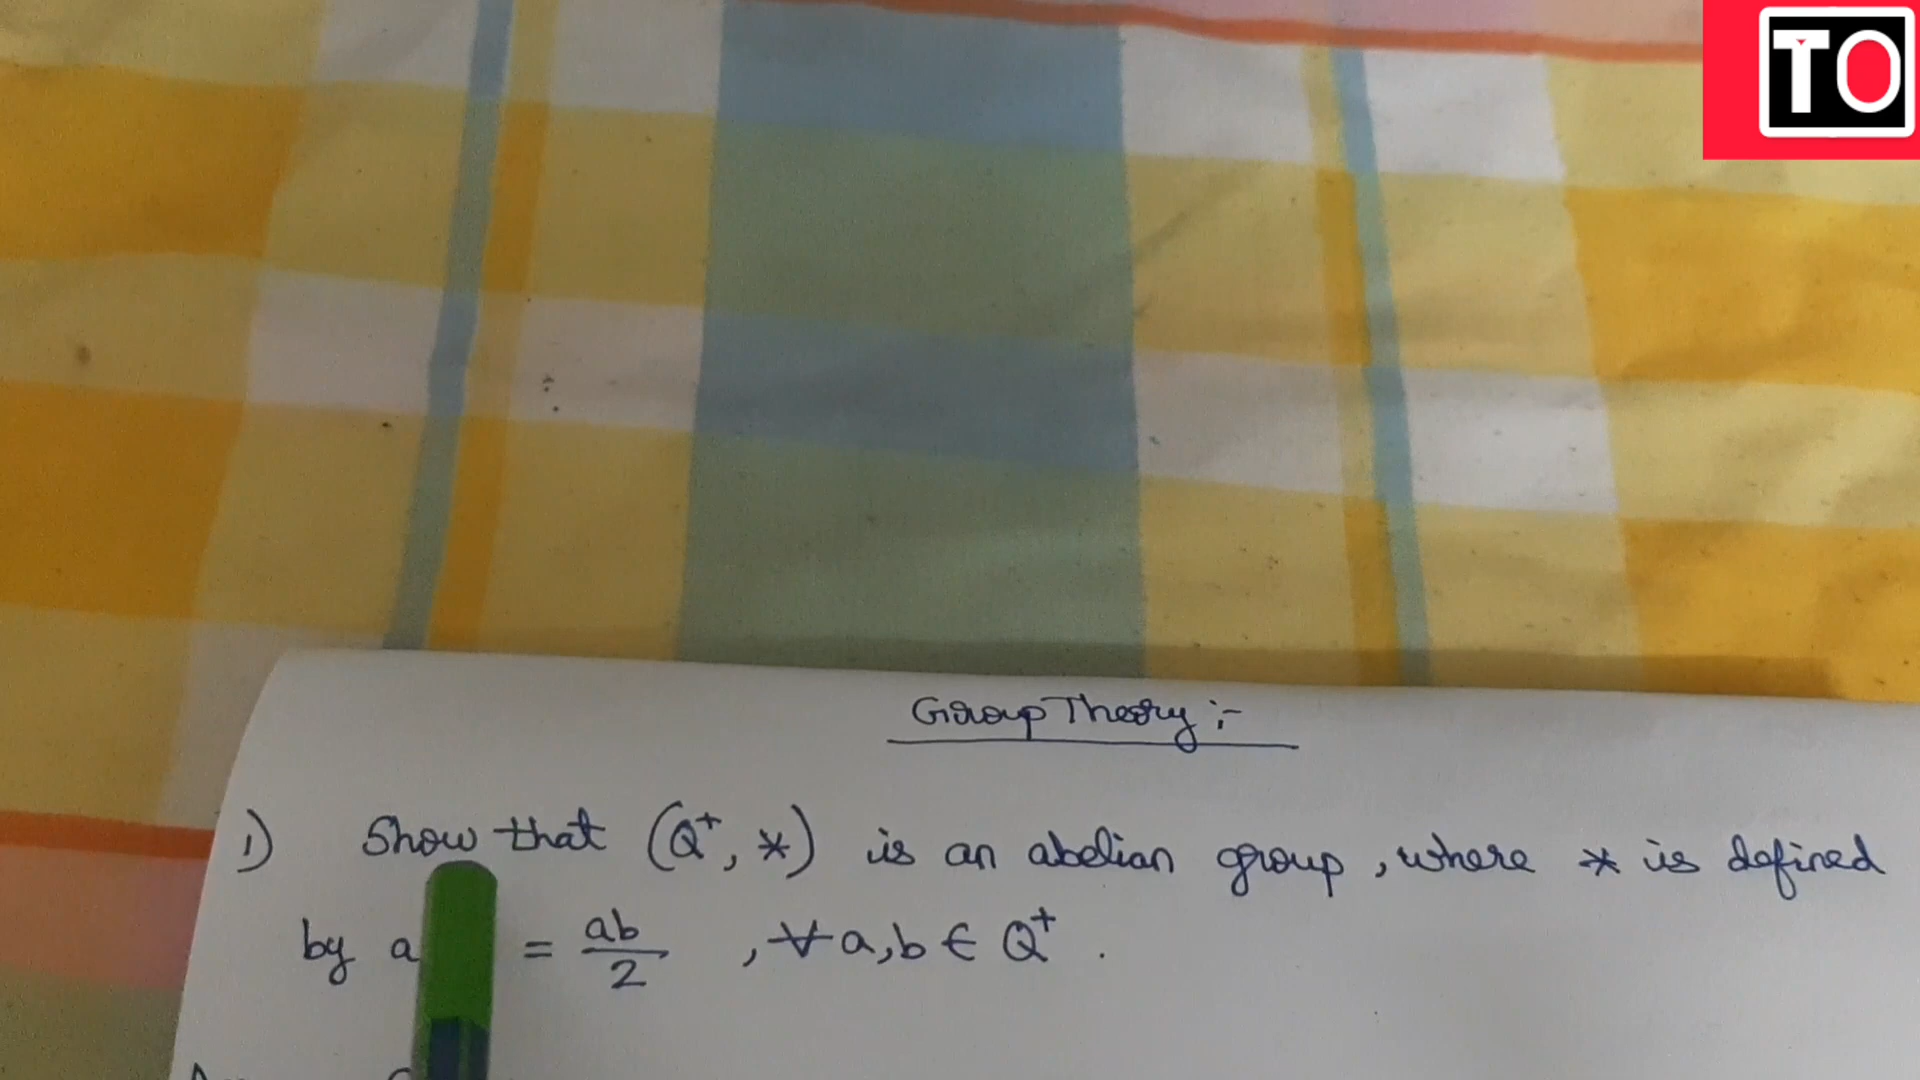 TO
Group Theory :-
1) Show that (Q⁺, *) is an abelian group, where * is defined
by a = ab/2 , ∀ a,b ∈ Q⁺ .